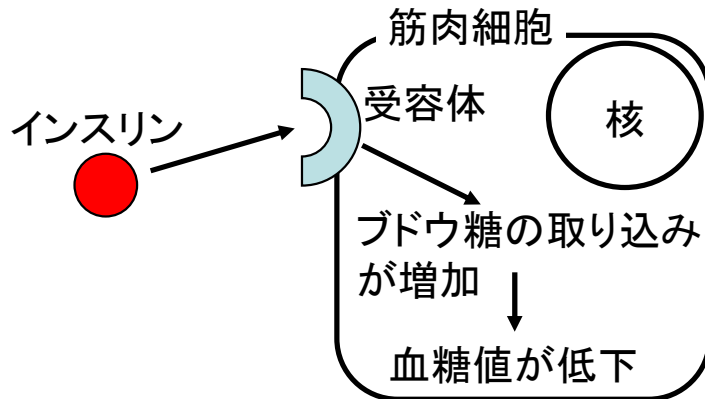 筋肉細胞
受容体
核
インスリン
ブドウ糖の取り込み
が増加
血糖値が低下